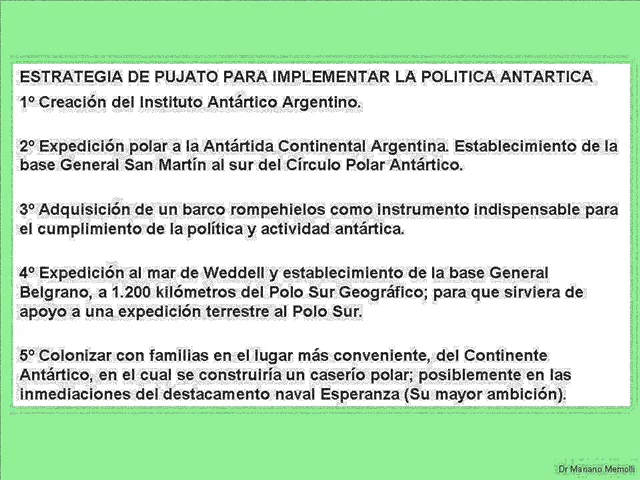 ESTRATEGIA DE PUJATO PARA IMPLEMENTAR LA POLITICA ANTARTICA
1º Creación del Instituto Antártico Argentino.
2º Expedición polar a la Antártida Continental Argentina. Establecimiento de la
base General San Martín al sur del Círculo Polar Antártico.
3º Adquisición de un barco rompehielos como instrumento indispensable para
el cumplimiento de la política y actividad antártica.
4º Expedición al mar de Weddell y establecimiento de la base General
Belgrano, a 1.200 kilómetros del Polo Sur Geográfico; para que sirviera de
apoyo a una expedición terrestre al Polo Sur.
5º Colonizar con familias en el lugar más conveniente, del Continente
Antártico, en el cual se construiría un caserío polar; posiblemente en las
inmediaciones del destacamento naval Esperanza (Su mayor ambición).
Dr Mariano Memolli